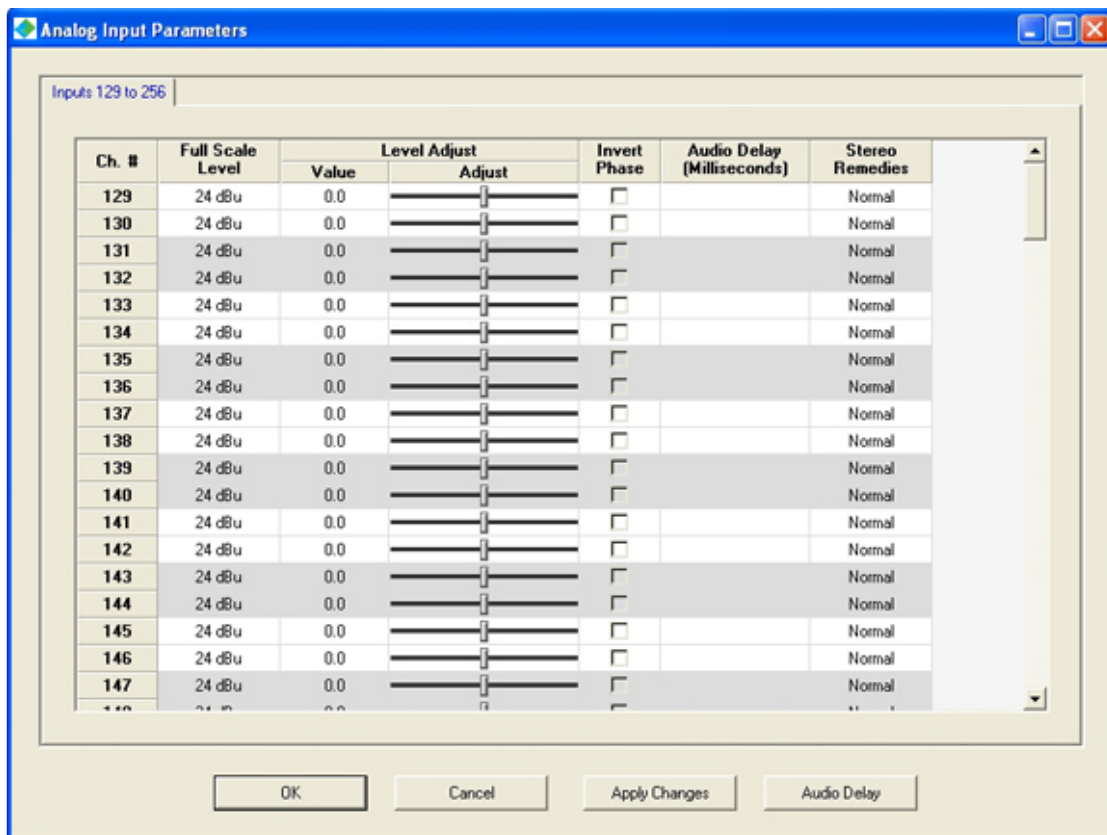 Analog Input Parameters
Inputs 129 to 256
Ch. # Full Scale Level Level Adjust Value Adjust Invert Phase Audio Delay (Milliseconds) Stereo Remedies
129 24 dBu 0.0 Normal
130 24 dBu 0.0 Normal
131 24 dBu 0.0 Normal
132 24 dBu 0.0 Normal
133 24 dBu 0.0 Normal
134 24 dBu 0.0 Normal
135 24 dBu 0.0 Normal
136 24 dBu 0.0 Normal
137 24 dBu 0.0 Normal
138 24 dBu 0.0 Normal
139 24 dBu 0.0 Normal
140 24 dBu 0.0 Normal
141 24 dBu 0.0 Normal
142 24 dBu 0.0 Normal
143 24 dBu 0.0 Normal
144 24 dBu 0.0 Normal
145 24 dBu 0.0 Normal
146 24 dBu 0.0 Normal
147 24 dBu 0.0 Normal
OK Cancel Apply Changes Audio Delay